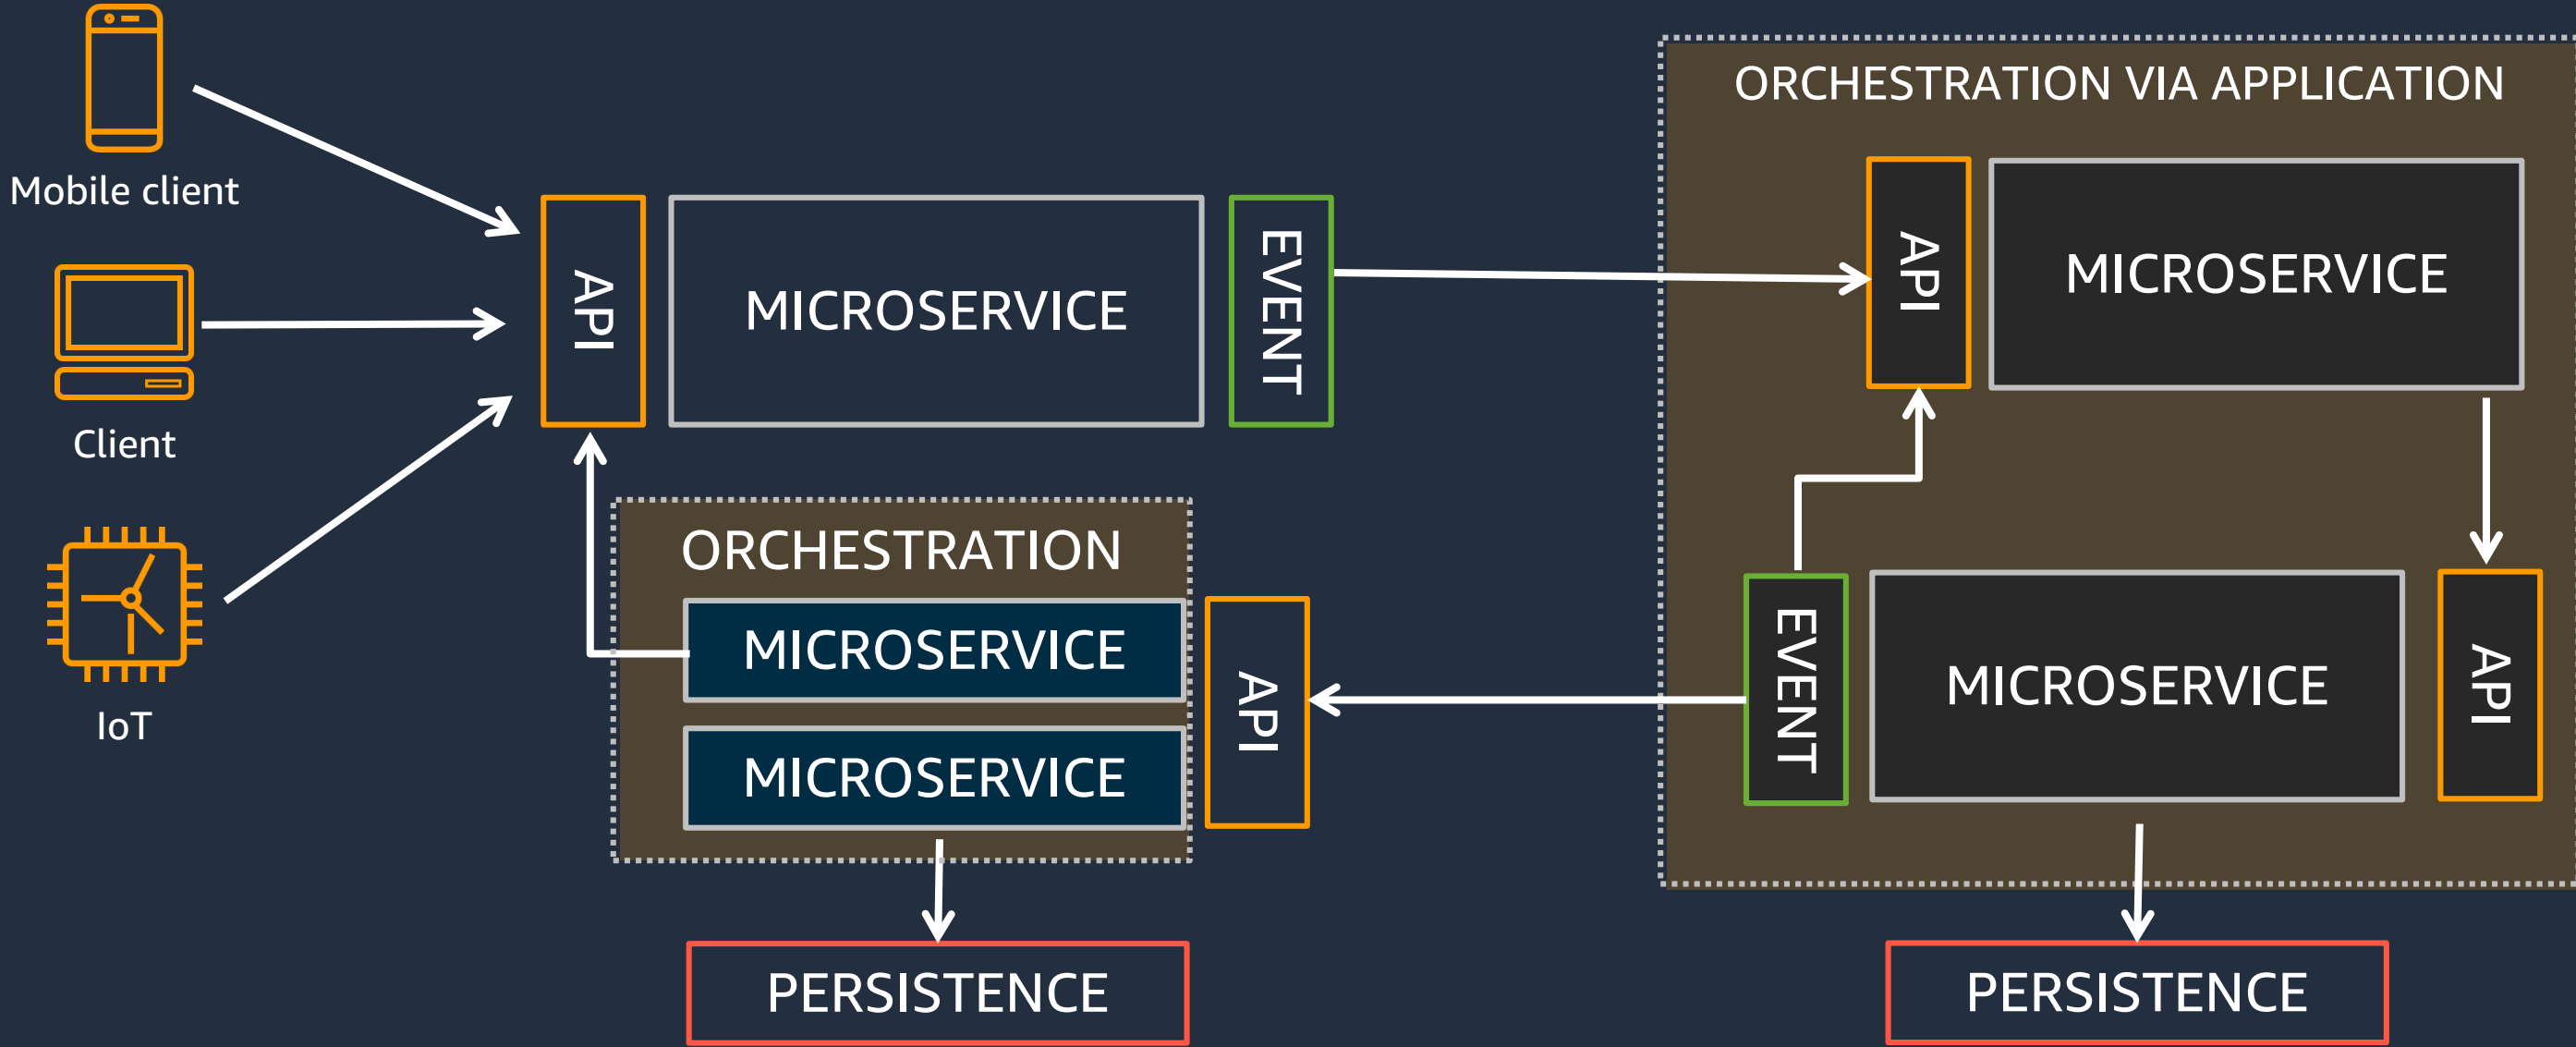 Mobile client
Client
IoT
API
MICROSERVICE
EVENT
ORCHESTRATION
MICROSERVICE
MICROSERVICE
API
PERSISTENCE
ORCHESTRATION VIA APPLICATION
API
MICROSERVICE
EVENT
MICROSERVICE
API
PERSISTENCE